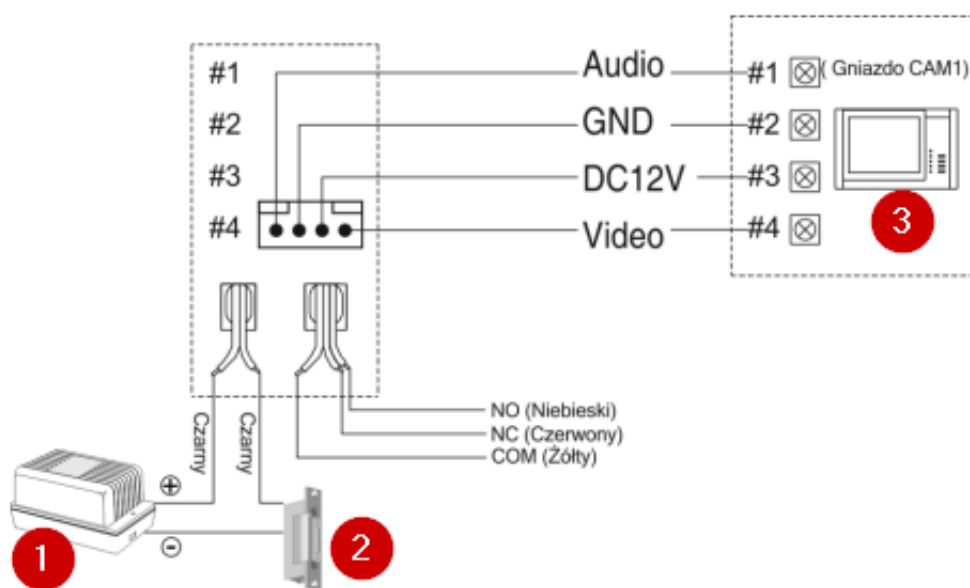 #1 Audio #1 ( Gniazdo CAM1)
#2 GND #2
#3 DC12V #3
#4 Video #4
3
Czarny Czarny
NO (Niebieski)
NC (Czerwony)
COM (Żółty)
+
-
1
2